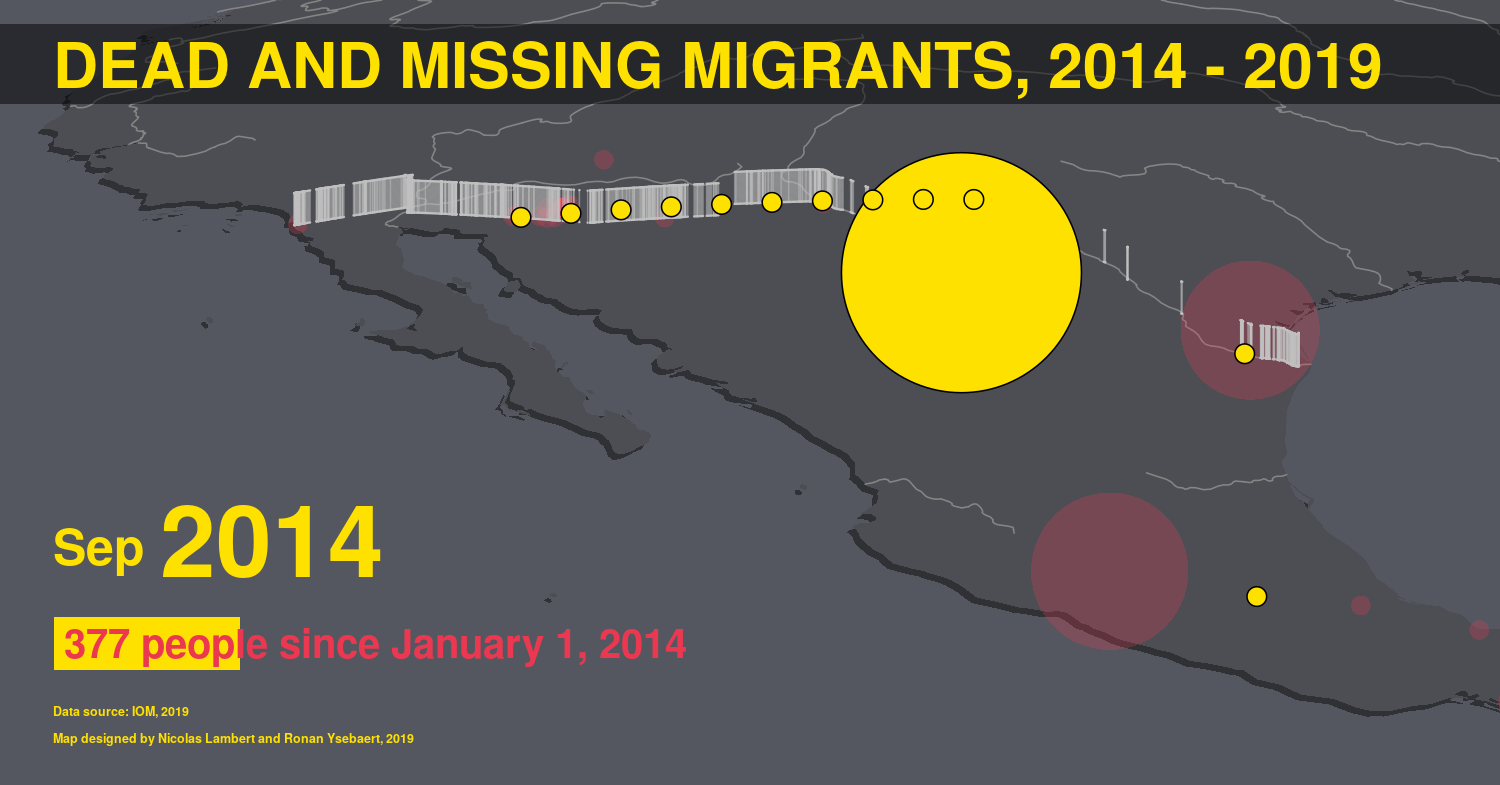 DEAD AND MISSING MIGRANTS, 2014 - 2019
Sep 2014
377 people since January 1, 2014
Data source: IOM, 2019
Map designed by Nicolas Lambert and Ronan Ysebaert, 2019